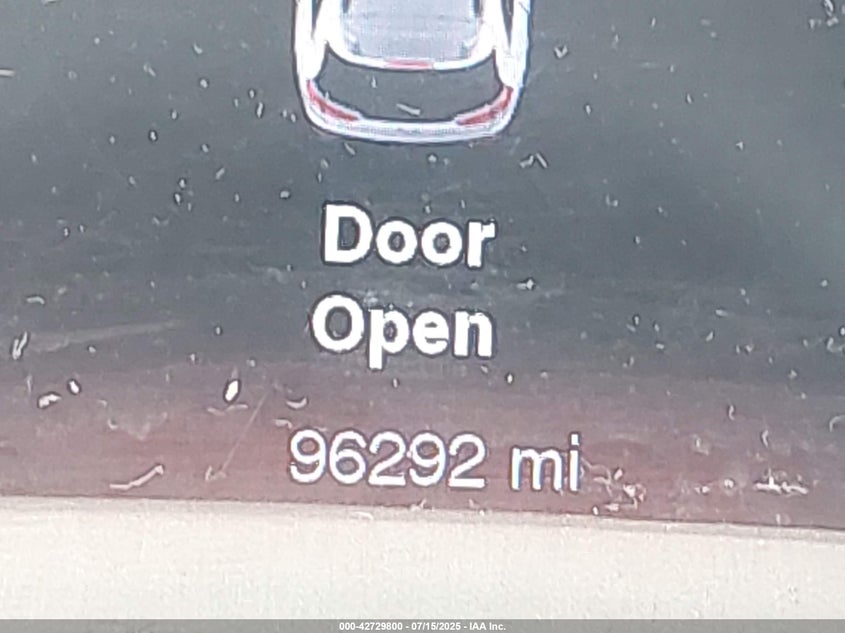 Door
Open
96292 mi
000-42729800 - 07/15/2025 - IAA Inc.